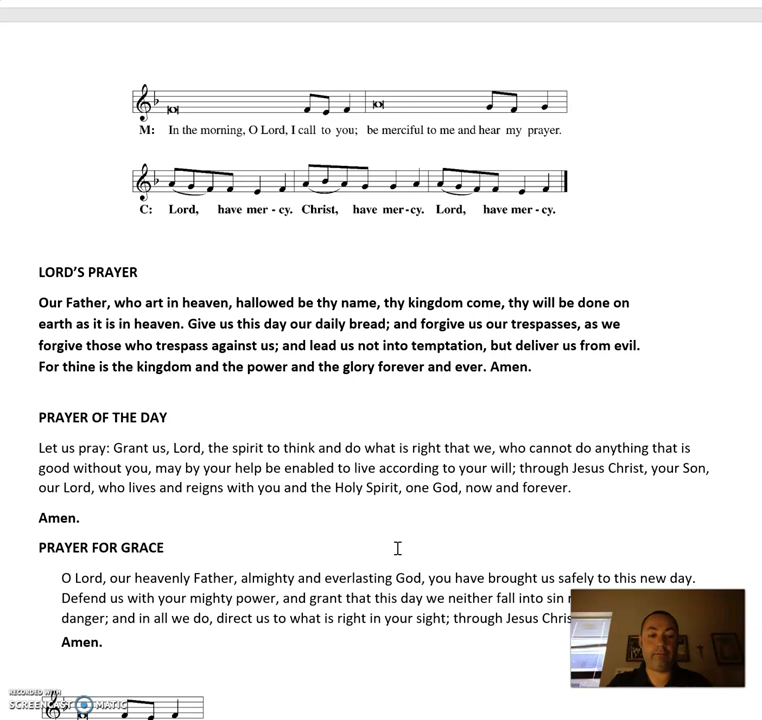 M: In the morning, O Lord, I call to you; be merciful to me and hear my prayer.
C: Lord, have mer - cy. Christ, have mer - cy. Lord, have mer - cy.
LORD'S PRAYER
Our Father, who art in heaven, hallowed be thy name, thy kingdom come, thy will be done on
earth as it is in heaven. Give us this day our daily bread; and forgive us our trespasses, as we
forgive those who trespass against us; and lead us not into temptation, but deliver us from evil.
For thine is the kingdom and the power and the glory forever and ever. Amen.
PRAYER OF THE DAY
Let us pray: Grant us, Lord, the spirit to think and do what is right that we, who cannot do anything that is
good without you, may by your help be enabled to live according to your will; through Jesus Christ, your Son,
our Lord, who lives and reigns with you and the Holy Spirit, one God, now and forever.
Amen.
PRAYER FOR GRACE
O Lord, our heavenly Father, almighty and everlasting God, you have brought us safely to this new day.
Defend us with your mighty power, and grant that this day we neither fall into sin
danger; and in all we do, direct us to what is right in your sight; through Jesus Chris
Amen.
RECORDED WITH
SCREENCAST MATIC